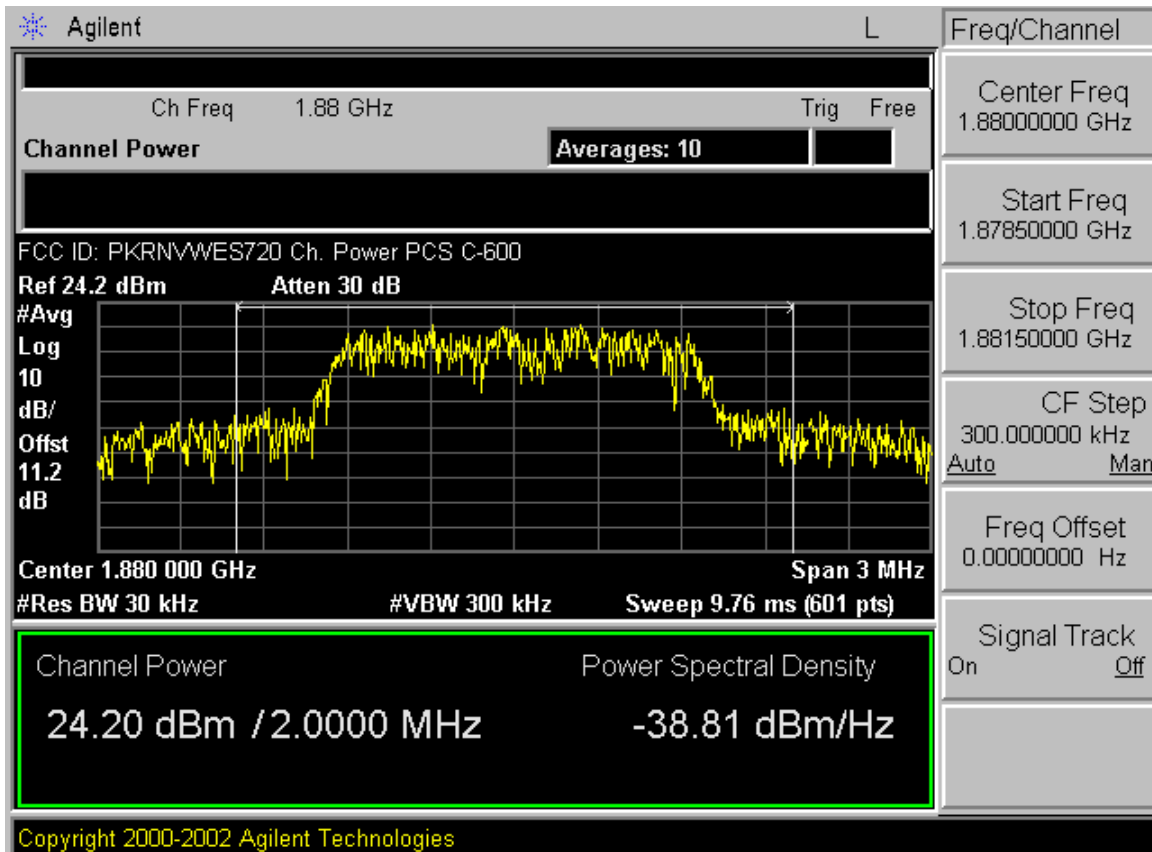 Agilent L
Ch Freq 1.88 GHz Trig Free
Channel Power Averages: 10
FCC ID: PKRNVWES720 Ch. Power PCS C-600
Ref 24.2 dBm Atten 30 dB
#Avg
Log
10
dB/
Offst
11.2
dB
Center 1.880 000 GHz Span 3 MHz
#Res BW 30 kHz #VBW 300 kHz Sweep 9.76 ms (601 pts)
Channel Power Power Spectral Density
24.20 dBm / 2.0000 MHz -38.81 dBm/Hz
Copyright 2000-2002 Agilent Technologies
Freq/Channel
Center Freq
1.88000000 GHz
Start Freq
1.87850000 GHz
Stop Freq
1.88150000 GHz
CF Step
300.000000 kHz
Auto Man
Freq Offset
0.00000000 Hz
Signal Track
On Off